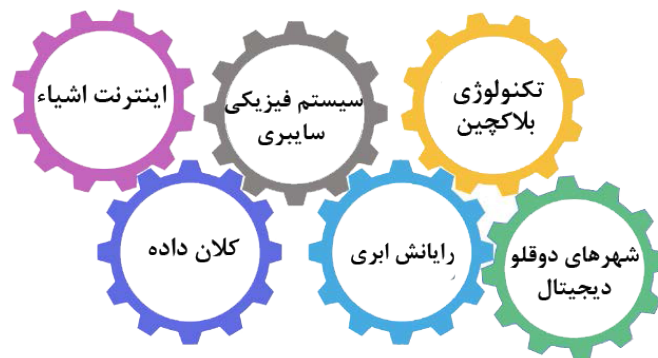 تکنولوژی
بلاکچین
سیستم فیزیکی
سایبری
اینترنت اشیاء
شهرهای دوقلو
دیجیتال
رایانش ابری
کلان داده